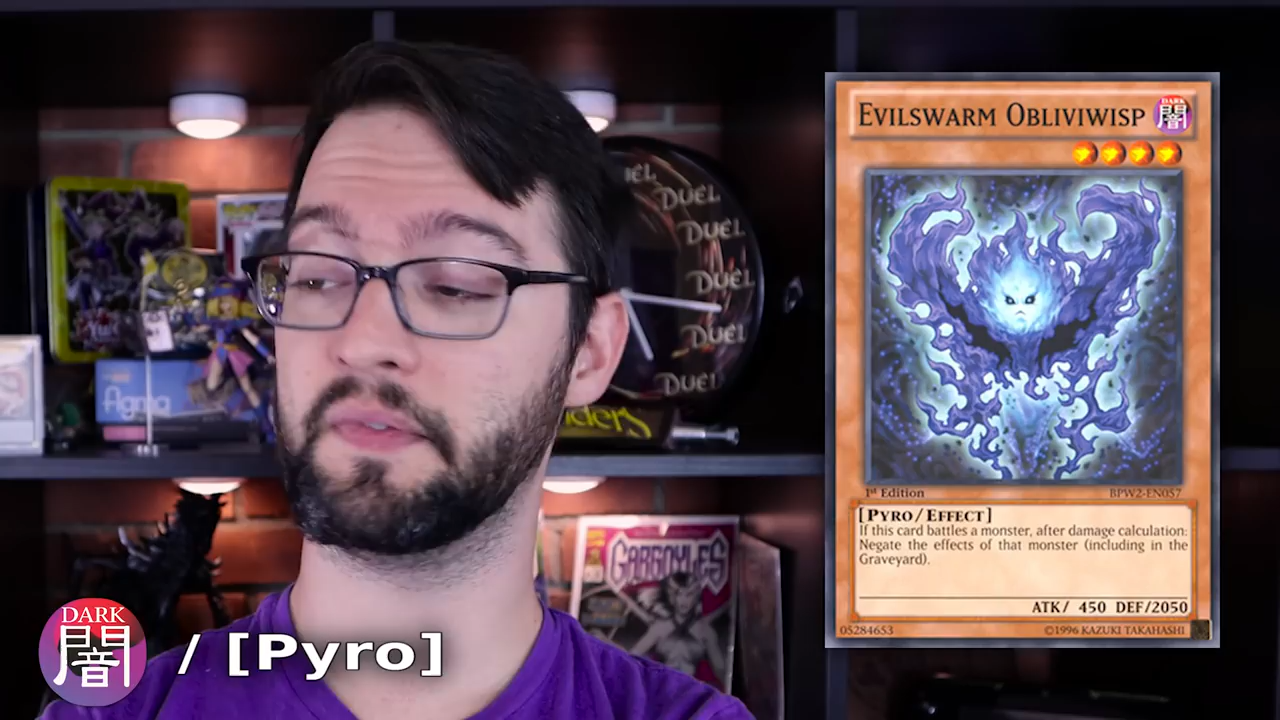 EVILSWARM OBLIVIWISP
DARK
闇
DUEL
DUEL
DUEL
DUEL
DUEL
Figma
GARGOYLES
1st Edition
BPW2-EN057
[PYRO/EFFECT]
If this card battles a monster, after damage calculation:
Negate the effects of that monster (including in the
Graveyard).
ATK/ 450 DEF/2050
05284653
©1996 KAZUKI TAKAHASHI
DARK
闇
/ [Pyro]